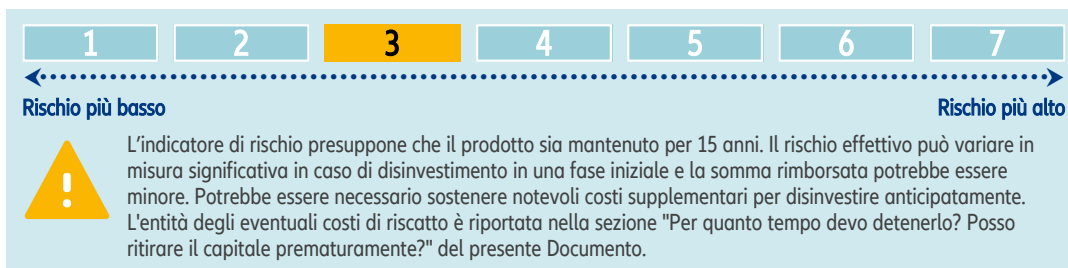 1 2 3 4 5 6 7
Rischio più basso Rischio più alto
L'indicatore di rischio presuppone che il prodotto sia mantenuto per 15 anni. Il rischio effettivo può variare in
misura significativa in caso di disinvestimento in una fase iniziale e la somma rimborsata potrebbe essere
minore. Potrebbe essere necessario sostenere notevoli costi supplementari per disinvestire anticipatamente.
L'entità degli eventuali costi di riscatto è riportata nella sezione "Per quanto tempo devo detenerlo? Posso
ritirare il capitale prematuramente?" del presente Documento.